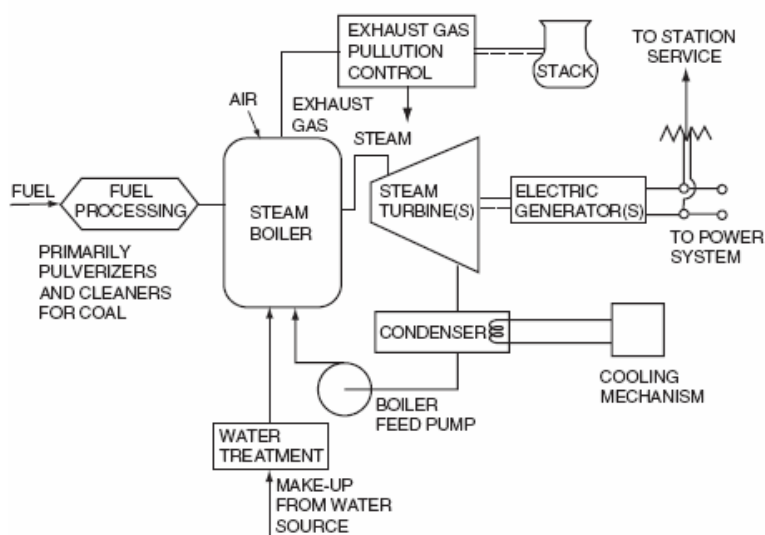 EXHAUST GAS
PULLUTION
CONTROL
STACK
TO STATION
SERVICE
AIR
EXHAUST
GAS
STEAM
FUEL
FUEL
PROCESSING
STEAM
BOILER
STEAM
TURBINE(S)
ELECTRIC
GENERATOR(S)
TO POWER
SYSTEM
PRIMARILY
PULVERIZERS
AND CLEANERS
FOR COAL
CONDENSER
COOLING
MECHANISM
BOILER
FEED PUMP
WATER
TREATMENT
MAKE-UP
FROM WATER
SOURCE